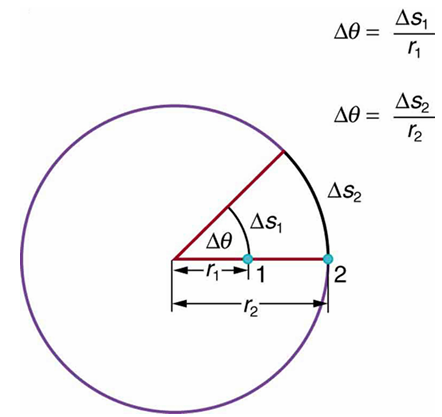 Δθ = Δs₁/r₁
Δθ = Δs₂/r₂
Δs₂
Δs₁
Δθ
r₁
1
2
r₂